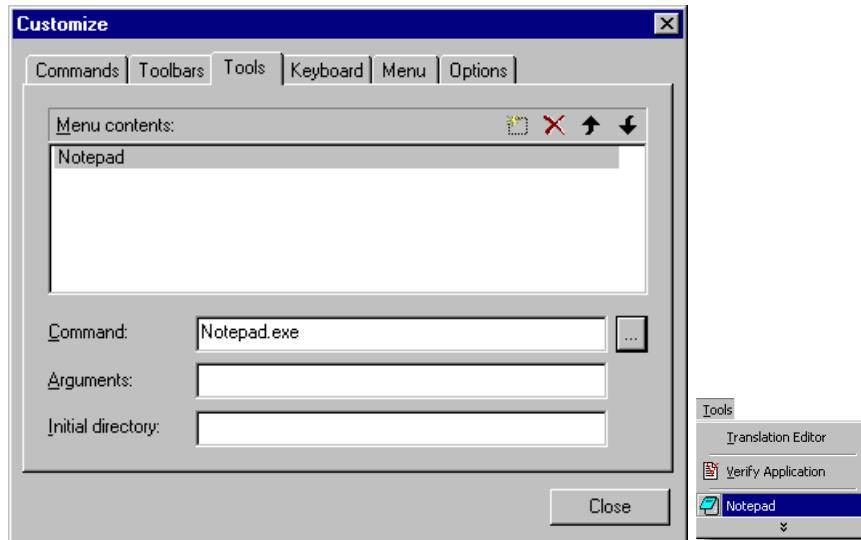 Customize
Commands Toolbars Tools Keyboard Menu Options
Menu contents:
Notepad
Command: Notepad.exe ...
Arguments:
Initial directory:
Close
Tools
Translation Editor
Verify Application
Notepad